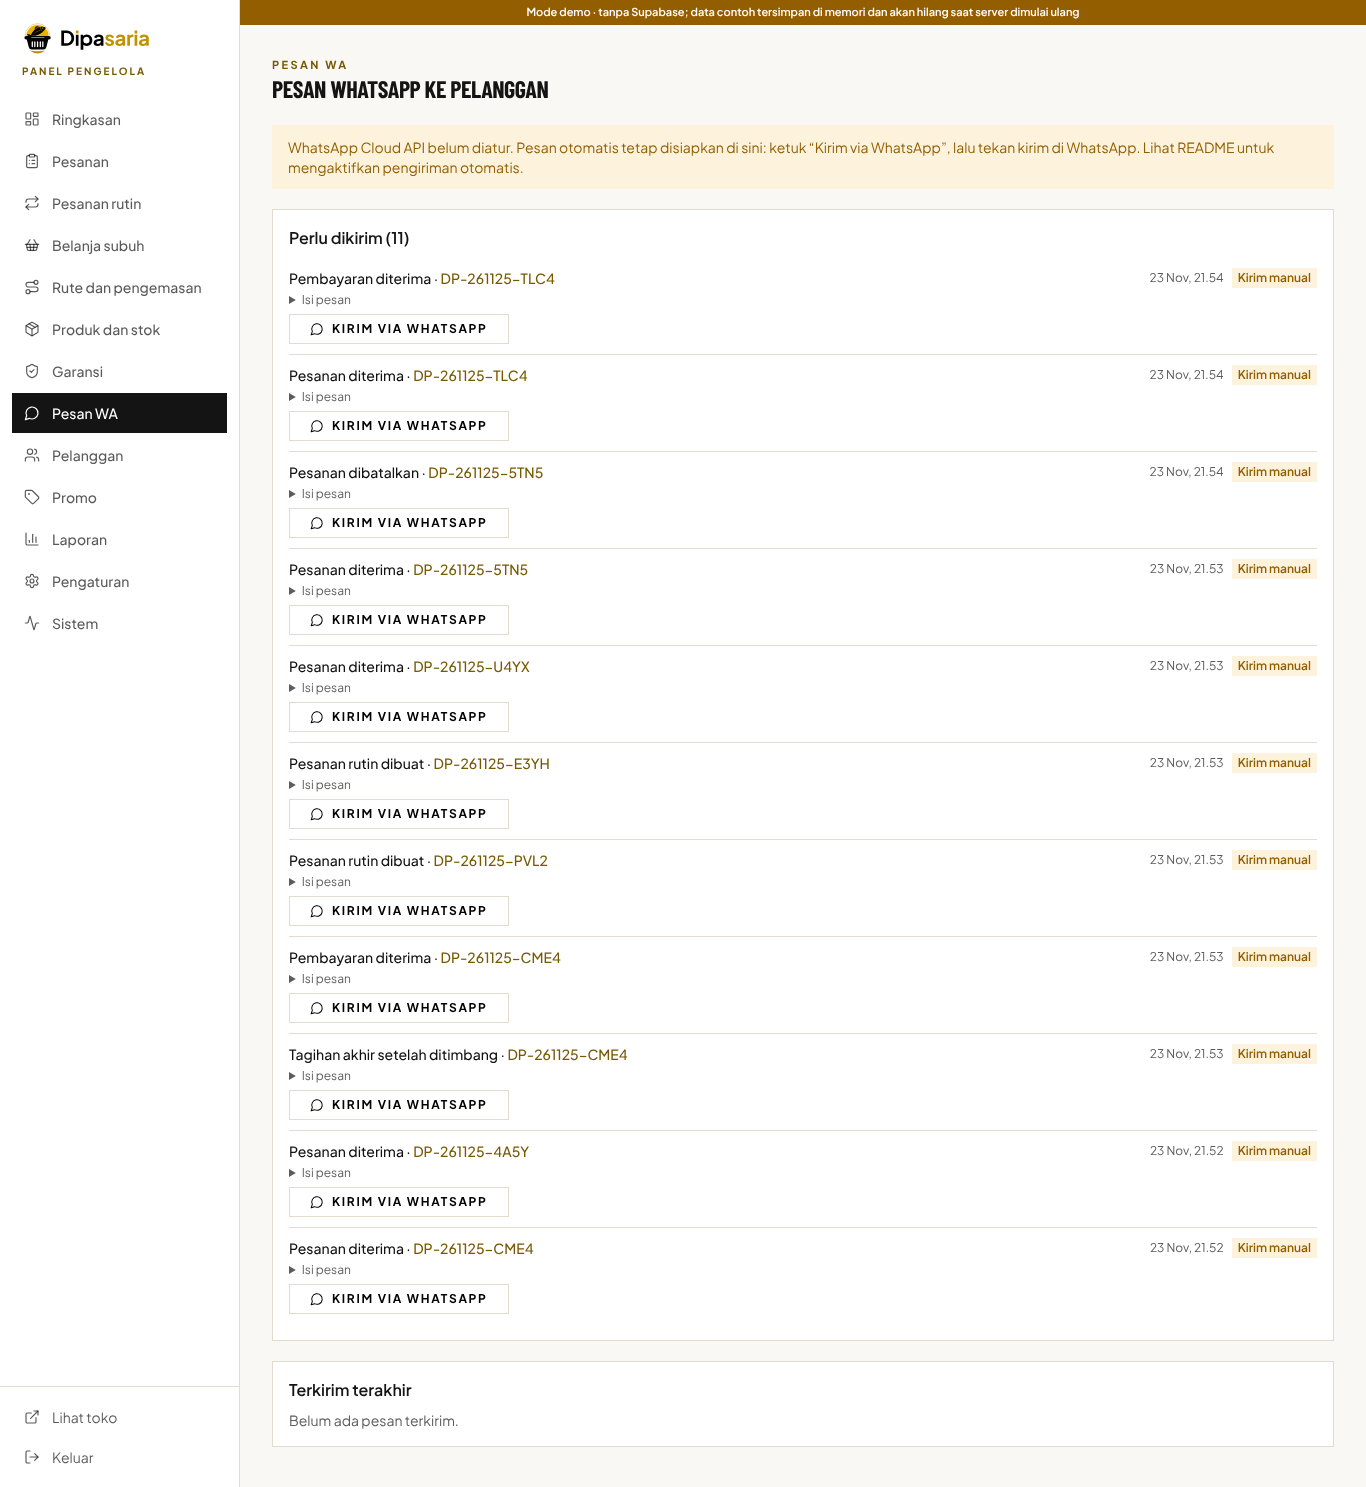 Mode demo · tanpa Supabase; data contoh tersimpan di memori dan akan hilang saat server dimulai ulang
Dipasaria
PANEL PENGELOLA
Ringkasan
Pesanan
Pesanan rutin
Belanja subuh
Rute dan pengemasan
Produk dan stok
Garansi
Pesan WA
Pelanggan
Promo
Laporan
Pengaturan
Sistem
Lihat toko
Keluar
PESAN WA
PESAN WHATSAPP KE PELANGGAN
WhatsApp Cloud API belum diatur. Pesan otomatis tetap disiapkan di sini: ketuk “Kirim via WhatsApp”, lalu tekan kirim di WhatsApp. Lihat README untuk
mengaktifkan pengiriman otomatis.
Perlu dikirim (11)
Pembayaran diterima · DP-261125-TLC4 23 Nov, 21.54 Kirim manual
Isi pesan
KIRIM VIA WHATSAPP
Pesanan diterima · DP-261125-TLC4 23 Nov, 21.54 Kirim manual
Isi pesan
KIRIM VIA WHATSAPP
Pesanan dibatalkan · DP-261125-5TN5 23 Nov, 21.54 Kirim manual
Isi pesan
KIRIM VIA WHATSAPP
Pesanan diterima · DP-261125-5TN5 23 Nov, 21.53 Kirim manual
Isi pesan
KIRIM VIA WHATSAPP
Pesanan diterima · DP-261125-U4YX 23 Nov, 21.53 Kirim manual
Isi pesan
KIRIM VIA WHATSAPP
Pesanan rutin dibuat · DP-261125-E3YH 23 Nov, 21.53 Kirim manual
Isi pesan
KIRIM VIA WHATSAPP
Pesanan rutin dibuat · DP-261125-PVL2 23 Nov, 21.53 Kirim manual
Isi pesan
KIRIM VIA WHATSAPP
Pembayaran diterima · DP-261125-CME4 23 Nov, 21.53 Kirim manual
Isi pesan
KIRIM VIA WHATSAPP
Tagihan akhir setelah ditimbang · DP-261125-CME4 23 Nov, 21.53 Kirim manual
Isi pesan
KIRIM VIA WHATSAPP
Pesanan diterima · DP-261125-4A5Y 23 Nov, 21.52 Kirim manual
Isi pesan
KIRIM VIA WHATSAPP
Pesanan diterima · DP-261125-CME4 23 Nov, 21.52 Kirim manual
Isi pesan
KIRIM VIA WHATSAPP
Terkirim terakhir
Belum ada pesan terkirim.